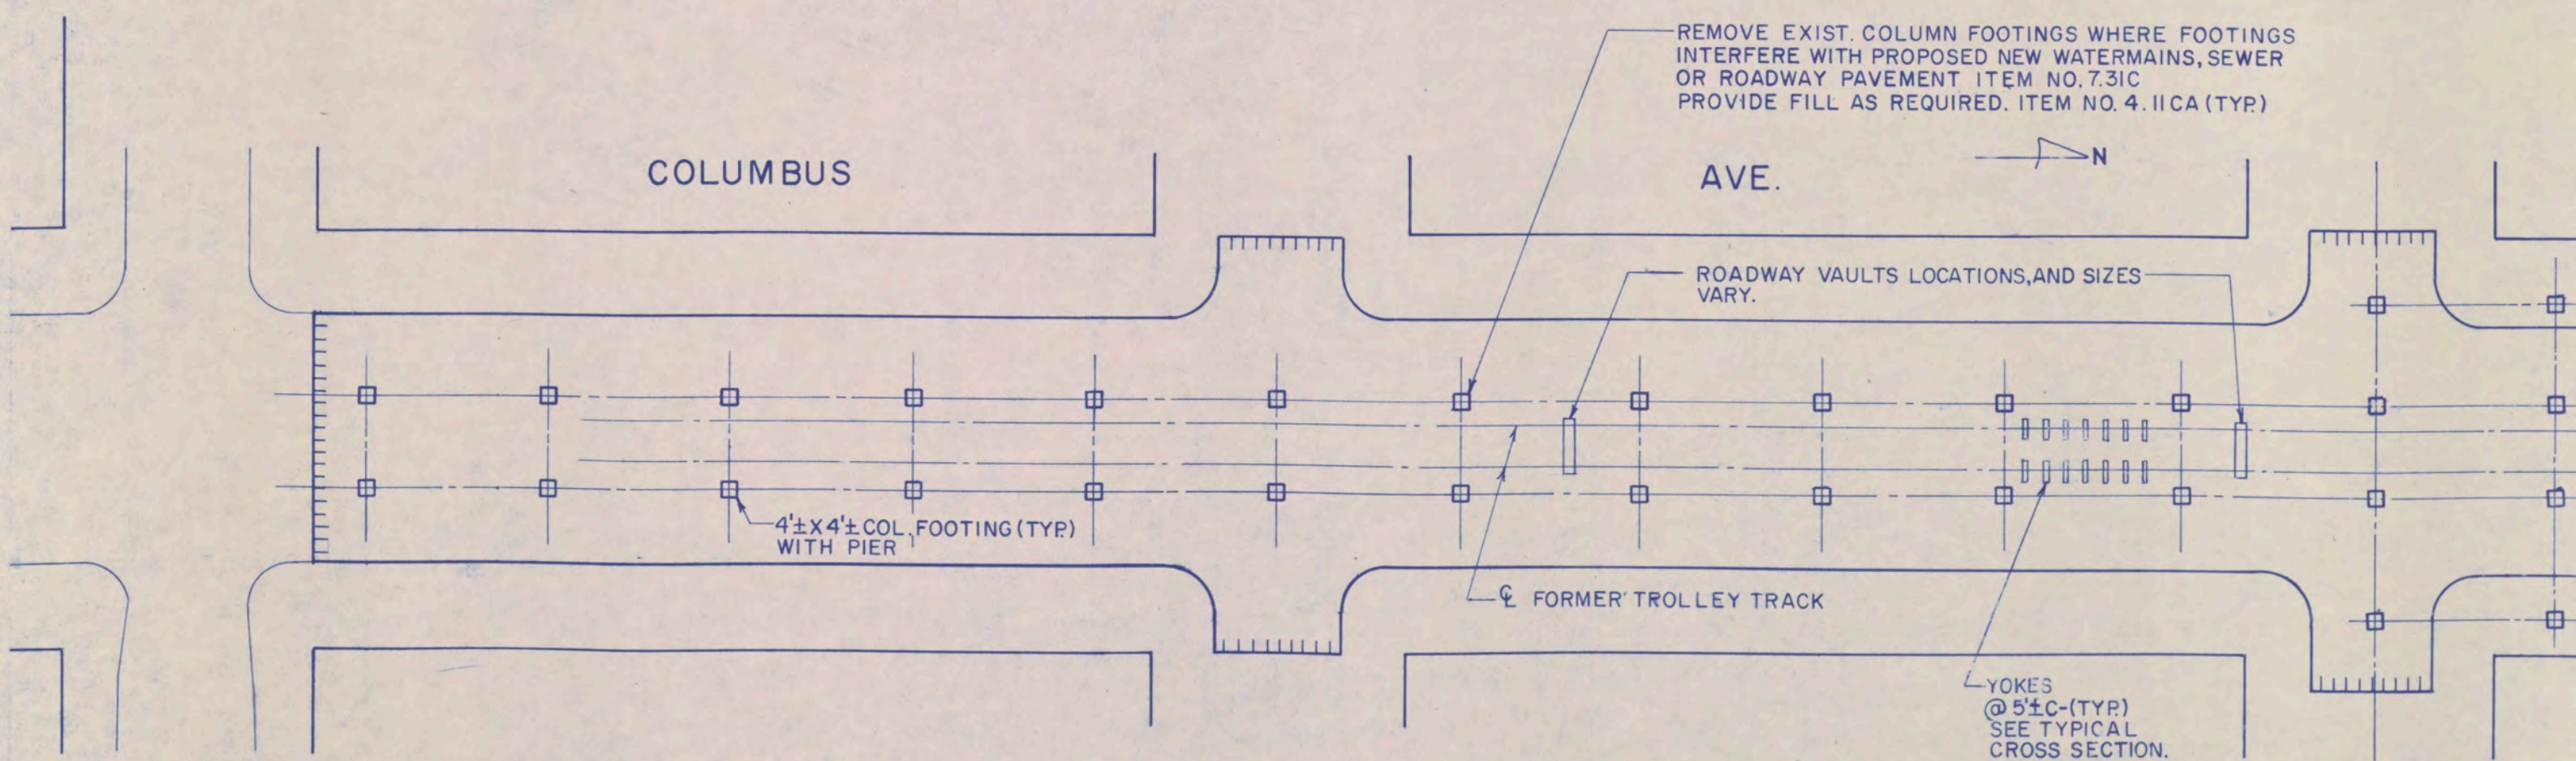 REMOVE EXIST. COLUMN FOOTINGS WHERE FOOTINGS
INTERFERE WITH PROPOSED NEW WATERMAINS, SEWER
OR ROADWAY PAVEMENT ITEM NO. 7.31C
PROVIDE FILL AS REQUIRED. ITEM NO. 4.11CA (TYP.)
COLUMBUS AVE.
N
ROADWAY VAULTS LOCATIONS, AND SIZES
VARY.
4'±X4'± COL. FOOTING (TYP.)
WITH PIER
℄ FORMER TROLLEY TRACK
YOKES
@ 5'±C-(TYP.)
SEE TYPICAL
CROSS SECTION.